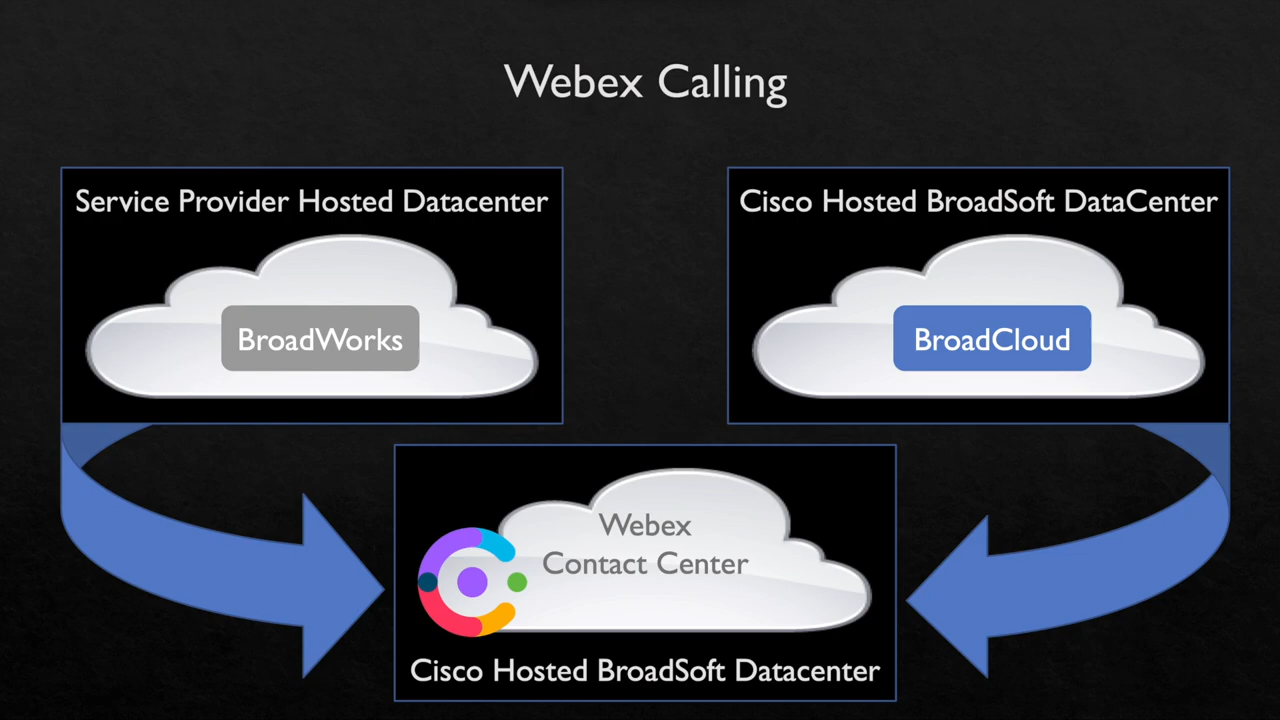 Webex Calling
Service Provider Hosted Datacenter
BroadWorks
Cisco Hosted BroadSoft DataCenter
BroadCloud
Webex
Contact Center
Cisco Hosted BroadSoft Datacenter